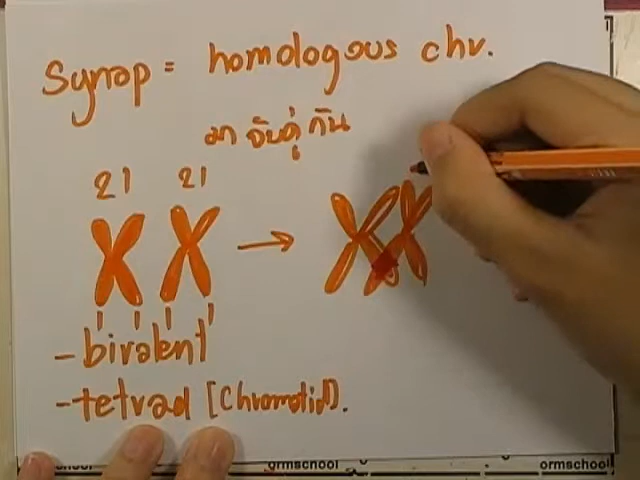 Synap = homologous chr.
มา จับคู่ กัน
21 21
- bivalent
- tetrad [Chromatid).
ormschool ormschool